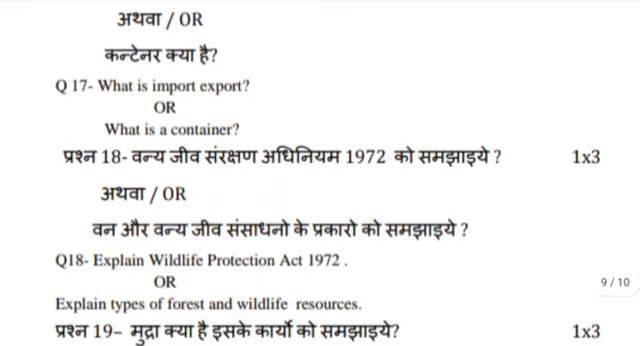 अथवा / OR
कन्टेनर क्या है?
Q 17- What is import export?
OR
What is a container?
प्रश्न 18- वन्य जीव संरक्षण अधिनियम 1972 को समझाइये ? 1x3
अथवा / OR
वन और वन्य जीव संसाधनो के प्रकारो को समझाइये ?
Q18- Explain Wildlife Protection Act 1972 .
OR
9 / 10
Explain types of forest and wildlife resources.
प्रश्न 19– मुद्रा क्या है इसके कार्यो को समझाइये? 1x3